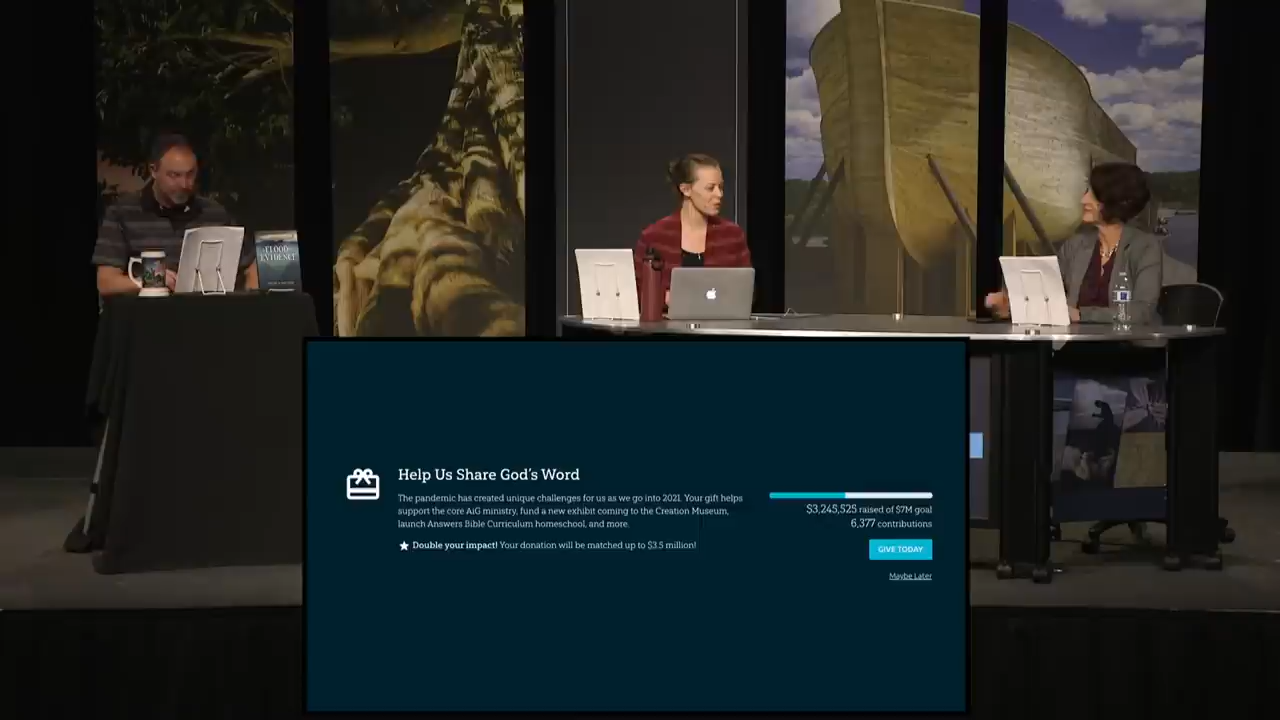 FLOOD
EVIDENCE
Help Us Share God's Word
The pandemic has created unique challenges for us as we go into 2021. Your gift helps
support the core AiG ministry, fund a new exhibit coming to the Creation Museum,
launch Answers Bible Curriculum homeschool, and more.
★ Double your impact! Your donation will be matched up to $3.5 million!
$3,245,525 raised of $7M goal
6,377 contributions
GIVE TODAY
Maybe Later